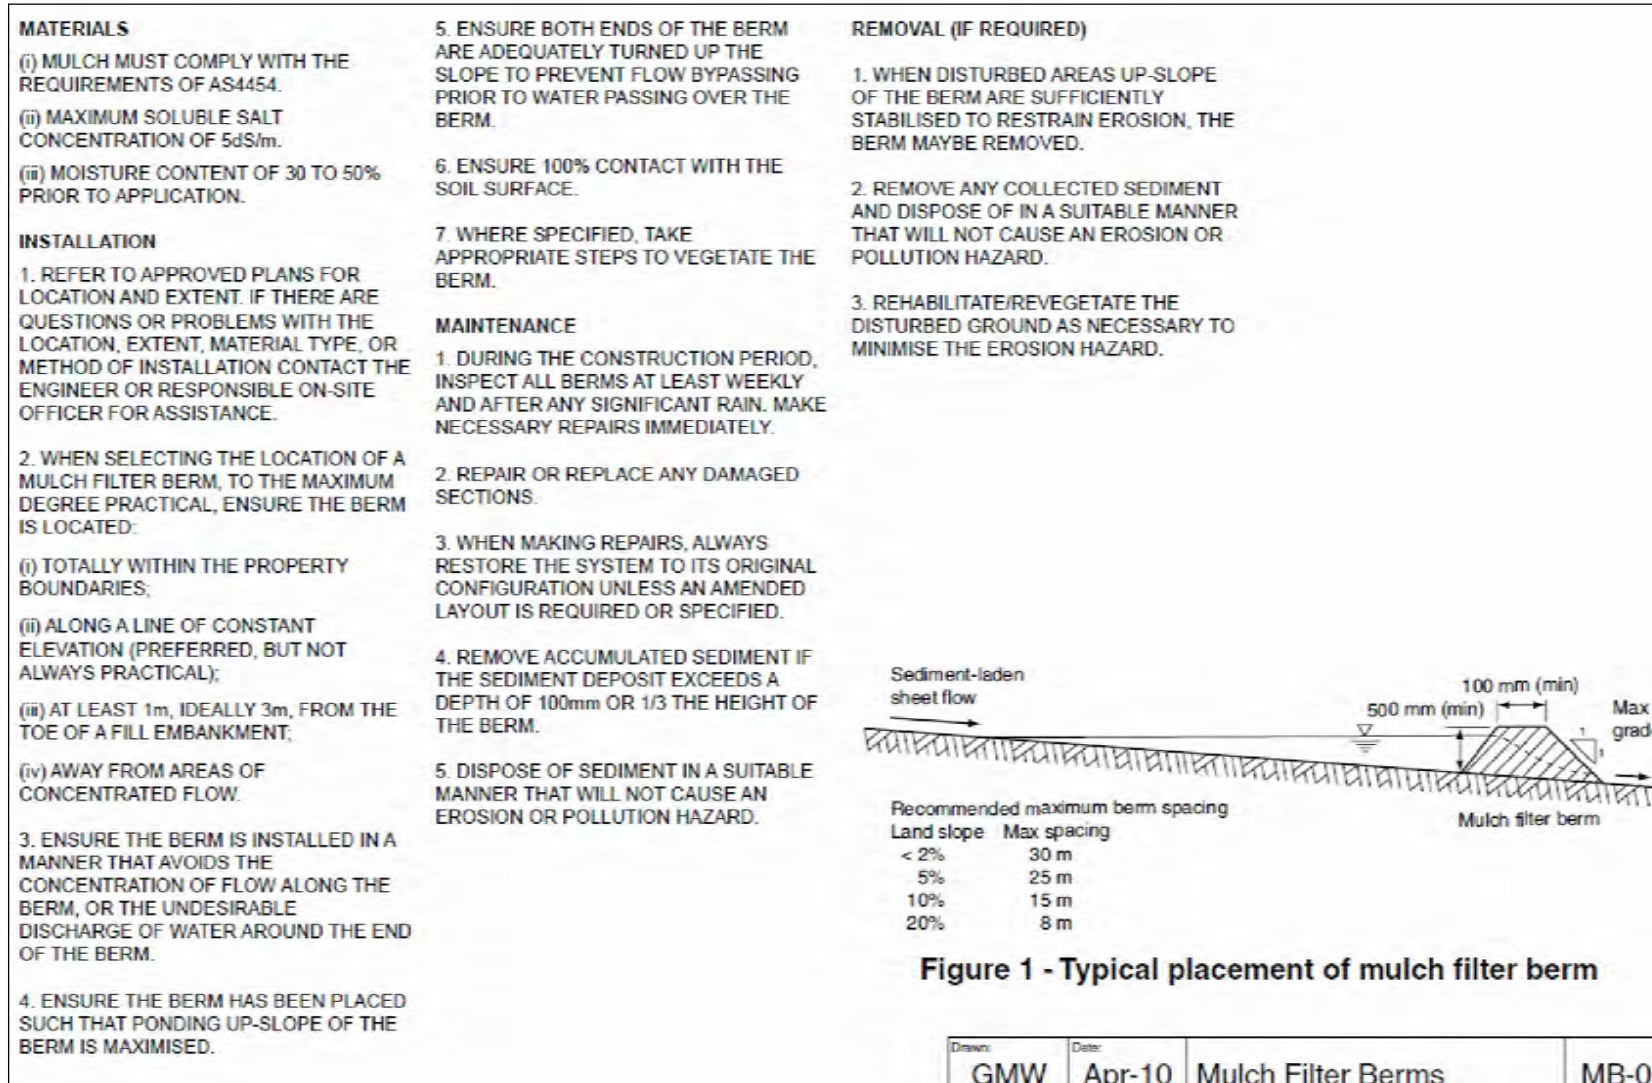 MATERIALS
(i) MULCH MUST COMPLY WITH THE
REQUIREMENTS OF AS4454.
(ii) MAXIMUM SOLUBLE SALT
CONCENTRATION OF 5dS/m.
(iii) MOISTURE CONTENT OF 30 TO 50%
PRIOR TO APPLICATION.
INSTALLATION
1. REFER TO APPROVED PLANS FOR
LOCATION AND EXTENT. IF THERE ARE
QUESTIONS OR PROBLEMS WITH THE
LOCATION, EXTENT, MATERIAL TYPE, OR
METHOD OF INSTALLATION CONTACT THE
ENGINEER OR RESPONSIBLE ON-SITE
OFFICER FOR ASSISTANCE.
2. WHEN SELECTING THE LOCATION OF A
MULCH FILTER BERM, TO THE MAXIMUM
DEGREE PRACTICAL, ENSURE THE BERM
IS LOCATED:
(i) TOTALLY WITHIN THE PROPERTY
BOUNDARIES;
(ii) ALONG A LINE OF CONSTANT
ELEVATION (PREFERRED, BUT NOT
ALWAYS PRACTICAL);
(iii) AT LEAST 1m, IDEALLY 3m, FROM THE
TOE OF A FILL EMBANKMENT;
(iv) AWAY FROM AREAS OF
CONCENTRATED FLOW.
3. ENSURE THE BERM IS INSTALLED IN A
MANNER THAT AVOIDS THE
CONCENTRATION OF FLOW ALONG THE
BERM, OR THE UNDESIRABLE
DISCHARGE OF WATER AROUND THE END
OF THE BERM.
4. ENSURE THE BERM HAS BEEN PLACED
SUCH THAT PONDING UP-SLOPE OF THE
BERM IS MAXIMISED.
5. ENSURE BOTH ENDS OF THE BERM
ARE ADEQUATELY TURNED UP THE
SLOPE TO PREVENT FLOW BYPASSING
PRIOR TO WATER PASSING OVER THE
BERM.
6. ENSURE 100% CONTACT WITH THE
SOIL SURFACE.
7. WHERE SPECIFIED, TAKE
APPROPRIATE STEPS TO VEGETATE THE
BERM.
MAINTENANCE
1. DURING THE CONSTRUCTION PERIOD,
INSPECT ALL BERMS AT LEAST WEEKLY
AND AFTER ANY SIGNIFICANT RAIN. MAKE
NECESSARY REPAIRS IMMEDIATELY.
2. REPAIR OR REPLACE ANY DAMAGED
SECTIONS.
3. WHEN MAKING REPAIRS, ALWAYS
RESTORE THE SYSTEM TO ITS ORIGINAL
CONFIGURATION UNLESS AN AMENDED
LAYOUT IS REQUIRED OR SPECIFIED.
4. REMOVE ACCUMULATED SEDIMENT IF
THE SEDIMENT DEPOSIT EXCEEDS A
DEPTH OF 100mm OR 1/3 THE HEIGHT OF
THE BERM.
5. DISPOSE OF SEDIMENT IN A SUITABLE
MANNER THAT WILL NOT CAUSE AN
EROSION OR POLLUTION HAZARD.
REMOVAL (IF REQUIRED)
1. WHEN DISTURBED AREAS UP-SLOPE
OF THE BERM ARE SUFFICIENTLY
STABILISED TO RESTRAIN EROSION, THE
BERM MAYBE REMOVED.
2. REMOVE ANY COLLECTED SEDIMENT
AND DISPOSE OF IN A SUITABLE MANNER
THAT WILL NOT CAUSE AN EROSION OR
POLLUTION HAZARD.
3. REHABILITATE/REVEGETATE THE
DISTURBED GROUND AS NECESSARY TO
MINIMISE THE EROSION HAZARD.
Sediment-laden
sheet flow
100 mm (min)
500 mm (min)
Max
1
1
Mulch filter berm
Recommended maximum berm spacing
Land slope Max spacing
< 2% 30 m
5% 25 m
10% 15 m
20% 8 m
Figure 1 - Typical placement of mulch filter berm
Drawn: Date:
GMW Apr-10 Mulch Filter Berms MB-0